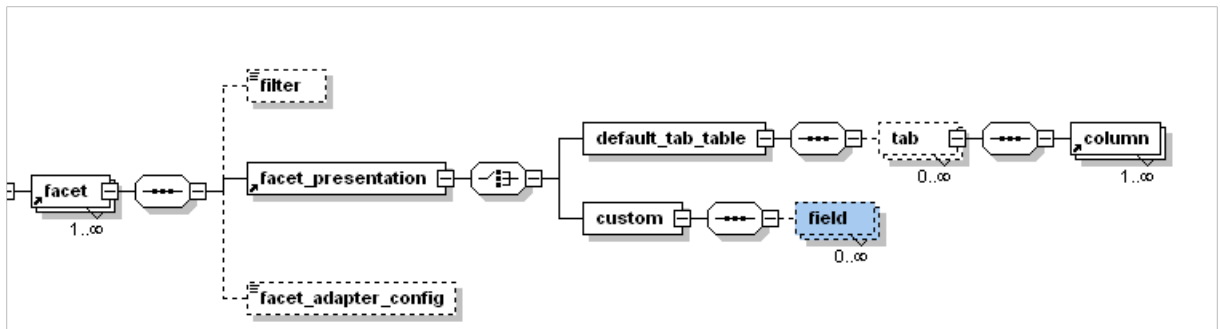 filter
default_tab_table
tab
column
0..∞
1..∞
facet
facet_presentation
1..∞
custom
field
0..∞
facet_adapter_config